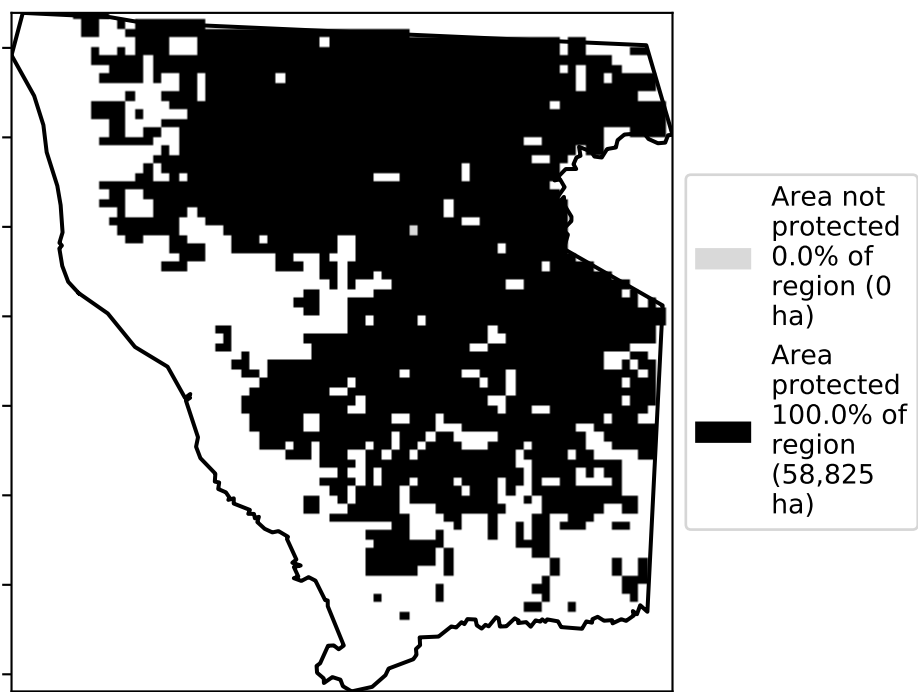 Area not
protected
0.0% of
region (0
ha)
Area
protected
100.0% of
region
(58,825
ha)